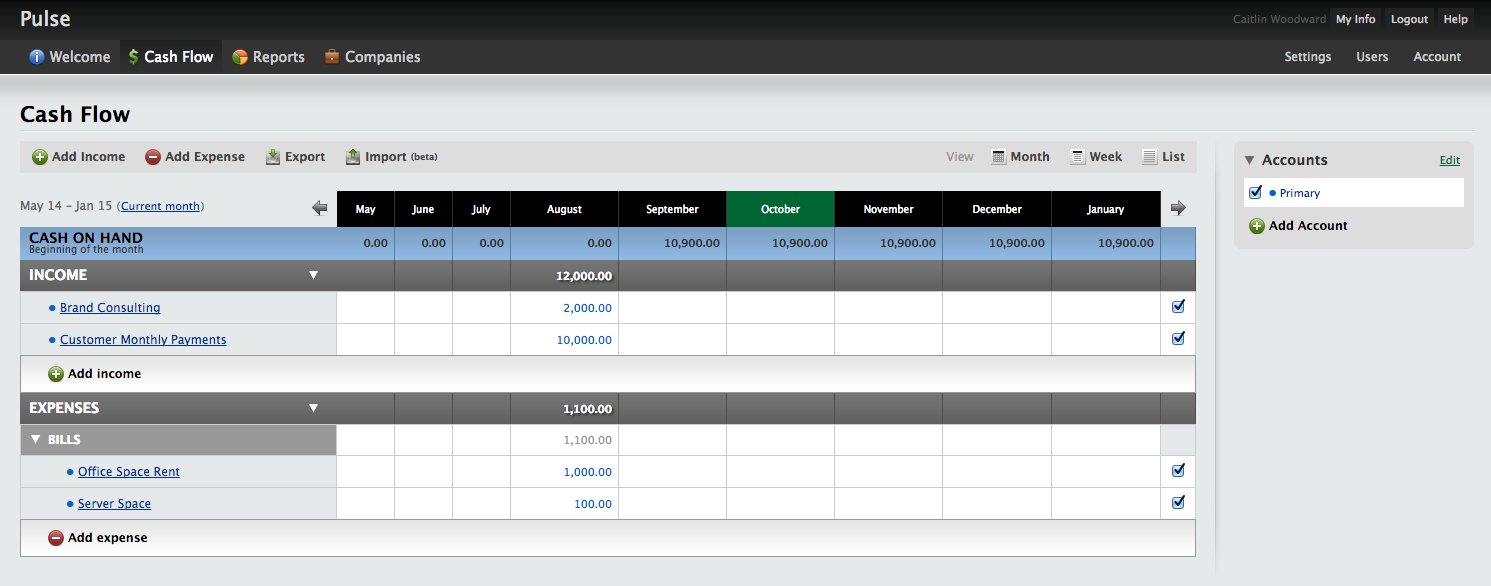 Pulse
Caitlin Woodward My Info Logout Help
Welcome Cash Flow Reports Companies Settings Users Account
Cash Flow
Add Income Add Expense Export Import (beta) View Month Week List
Accounts Edit
Primary
Add Account
May 14 – Jan 15 (Current month) May June July August September October November December January
CASH ON HAND 0.00 0.00 0.00 0.00 10,900.00 10,900.00 10,900.00 10,900.00 10,900.00
Beginning of the month
INCOME 12,000.00
Brand Consulting 2,000.00
Customer Monthly Payments 10,000.00
Add income
EXPENSES 1,100.00
BILLS 1,100.00
Office Space Rent 1,000.00
Server Space 100.00
Add expense